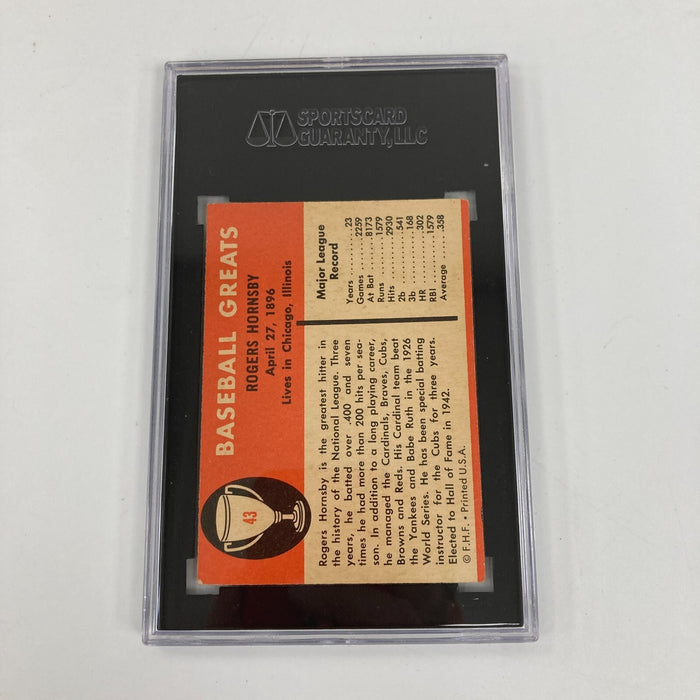 SPORTSCARD
GUARANTY, LLC
BASEBALL GREATS
ROGERS HORNSBY
April 27, 1896
Lives in Chicago, Illinois
43
Rogers Hornsby is the greatest hitter in
the history of the National League. Three
years, he batted over .400 and seven
times he had more than 200 hits per sea-
son. In addition to a long playing career,
he managed the Cardinals, Braves, Cubs,
Browns and Reds. His Cardinal team beat
the Yankees and Babe Ruth in the 1926
World Series. He has been special batting
instructor for the Cubs for three years.
Elected to Hall of Fame in 1942.
© F.H.F. • Printed U.S.A.
Major League
Record
Years ........ 23
Games ..... 2259
At Bat ..... 8173
Runs ....... 1579
Hits ......... 2930
2b ............ 541
3b ............ 168
HR ........... 302
RBI ......... 1579
Average ..... .358